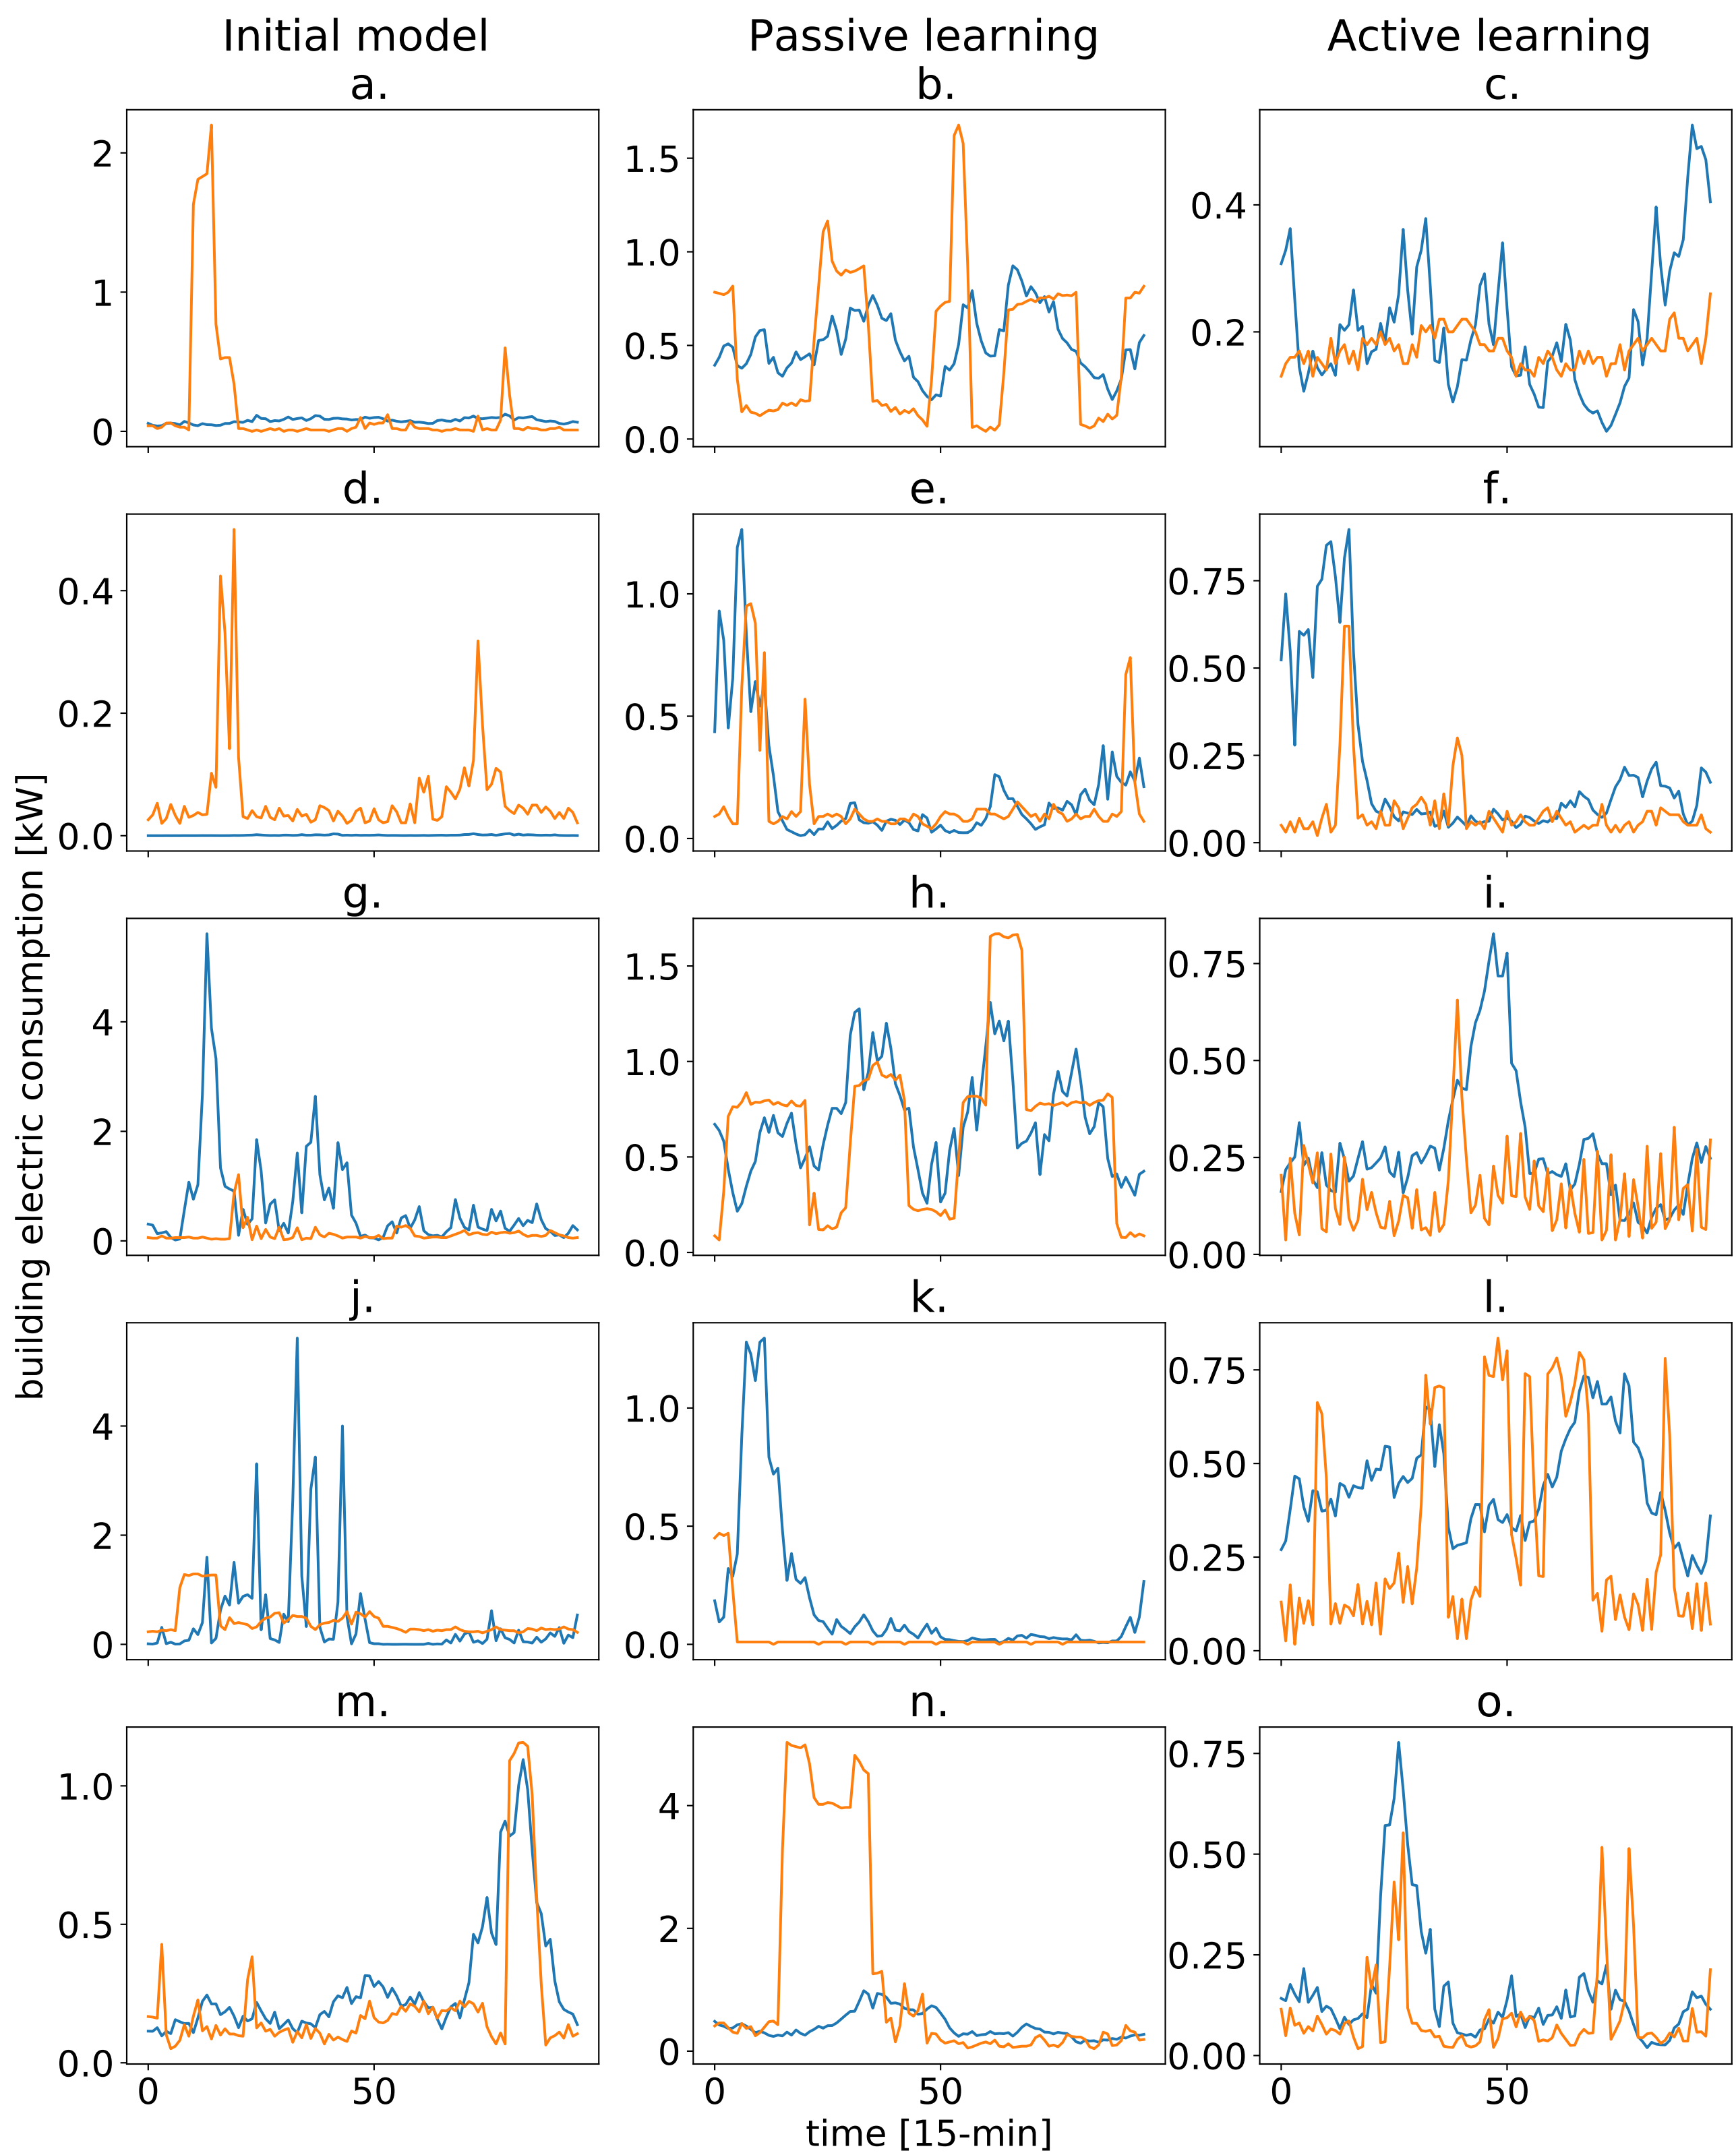 Initial model
Passive learning
Active learning
a.
b.
c.
2
1
0
1.5
1.0
0.5
0.0
0.4
0.2
d.
e.
f.
0.4
0.2
0.0
1.0
0.5
0.0
0.75
0.50
0.25
0.00
g.
h.
i.
4
2
0
1.5
1.0
0.5
0.0
0.75
0.50
0.25
0.00
building electric consumption [kW]
j.
k.
l.
4
2
0
1.0
0.5
0.0
0.75
0.50
0.25
0.00
m.
n.
o.
1.0
0.5
0.0
4
2
0
0.75
0.50
0.25
0.00
0 50
0 50
0 50
time [15-min]